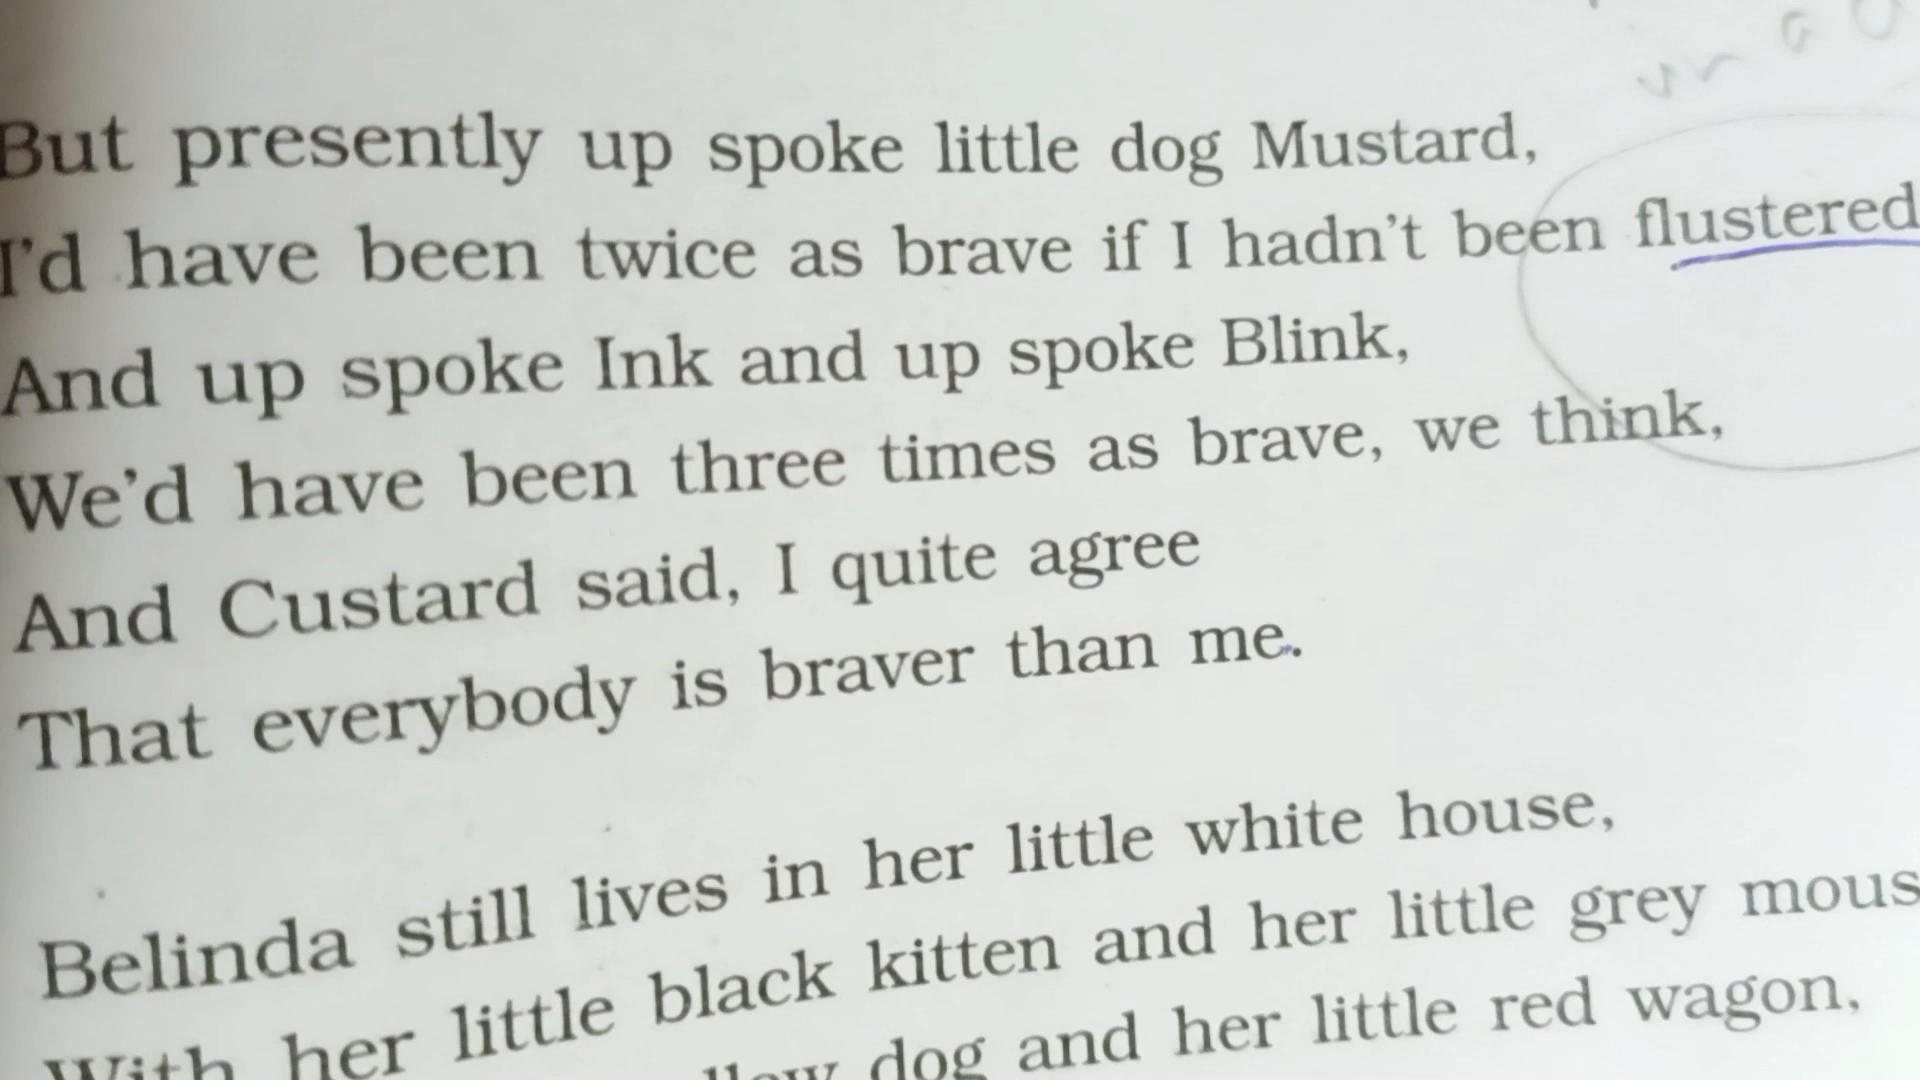 But presently up spoke little dog Mustard,
I'd have been twice as brave if I hadn't been flustered
And up spoke Ink and up spoke Blink,
We'd have been three times as brave, we think,
And Custard said, I quite agree
That everybody is braver than me.
Belinda still lives in her little white house,
With her little black kitten and her little grey mous
dog and her little red wagon,